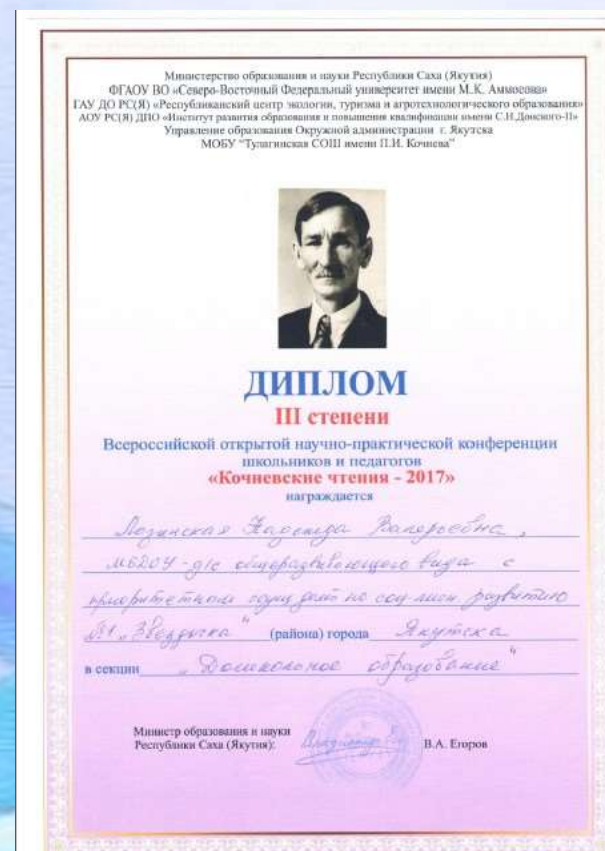 Министерство образования и науки Республики Саха (Якутия)
ФГАОУ ВО «Северо-Восточный Федеральный университет имени М.К. Аммосова»
ГАУ ДО РС(Я) «Республиканский центр экологии, туризма и агротехнологического образования»
АОУ РС(Я) ДПО «Институт развития образования и повышения квалификации имени С.Н.Донского-II»
Управление образования Окружной администрации г. Якутска
МОБУ "Тулагинская СОШ имени П.И. Кочнева"
ДИПЛОМ
III степени
Всероссийской открытой научно-практической конференции
школьников и педагогов
«Кочневские чтения - 2017»
награждается
Лозинская Надежда Валерьевна,
МБДОУ - д/с общеразвивающего вида с
приоритетным осущ. деят. по соц. личн. развитию
№1 „Звездочка" (района) города Якутска
в секции „Дошкольное образование"
Министр образования и науки
Республики Саха (Якутия): В.А. Егоров